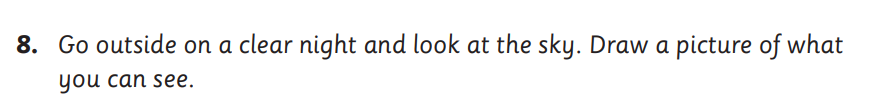 8. Go outside on a clear night and look at the sky. Draw a picture of what
you can see.